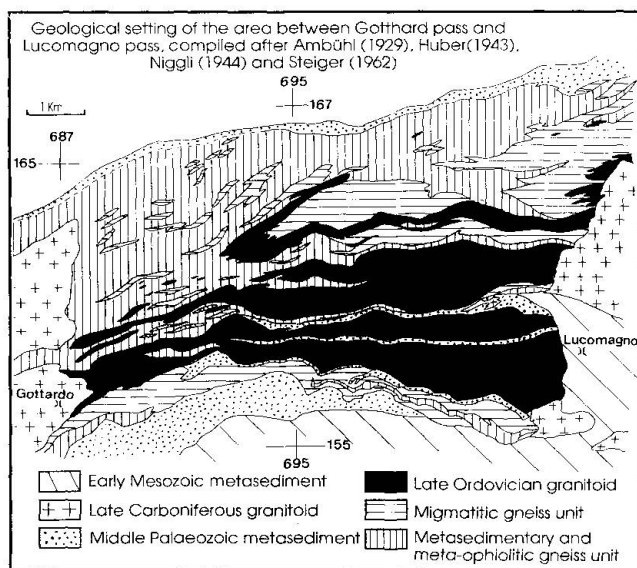 Geological setting of the area between Gotthard pass and
Lucomagno pass, compiled after Ambühl (1929), Huber(1943),
Niggli (1944) and Steiger (1962)
695
1 Km
167
687
165
Lucomagno
Gottardo
155
695
Early Mesozoic metasediment
Late Carboniferous granitoid
Middle Palaeozoic metasediment
Late Ordovician granitoid
Migmatitic gneiss unit
Metasedimentary and
meta-ophiolitic gneiss unit